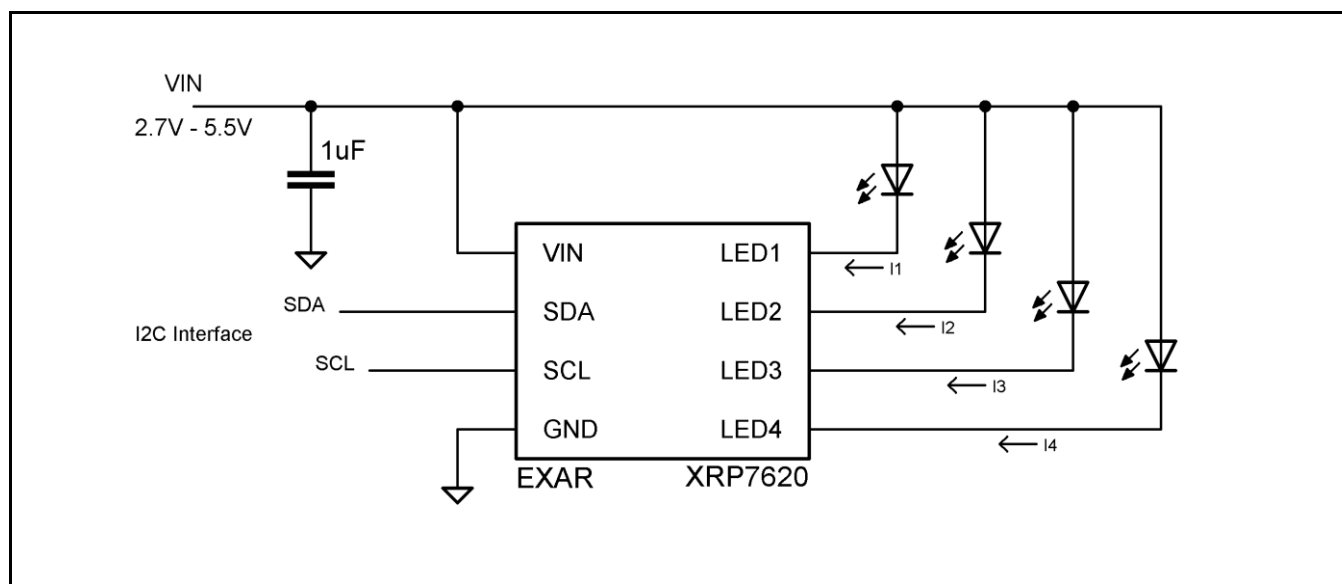 VIN
2.7V - 5.5V
1uF
VIN
LED1
I1
SDA
SDA
LED2
I2
I2C Interface
SCL
SCL
LED3
I3
GND
LED4
I4
EXAR
XRP7620